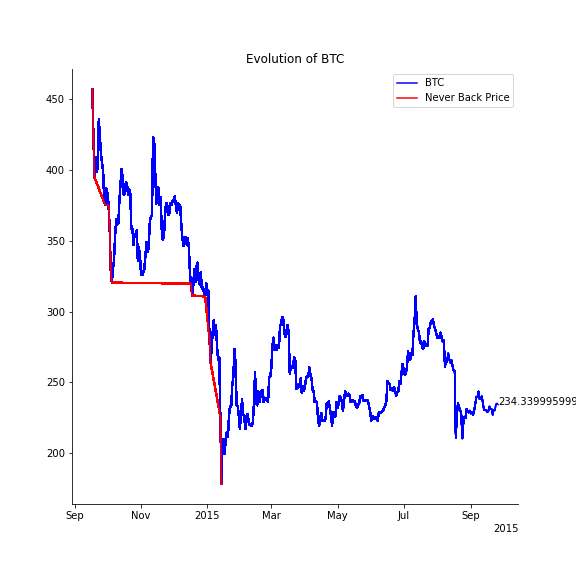 Evolution of BTC
BTC
Never Back Price
450
400
350
300
250
200
234.339995999
Sep
Nov
2015
Mar
May
Jul
Sep
2015